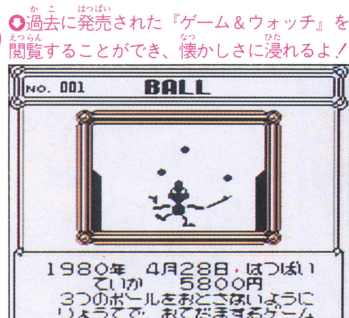 過去に発売された『ゲーム＆ウォッチ』を
閲覧することができ、懐かしさに浸れるよ！
NO. 001 BALL
1980年 4月28日・はつばい
ていか 5800円
3つのボールをおとさないように
りょうてで おてだまするゲーム